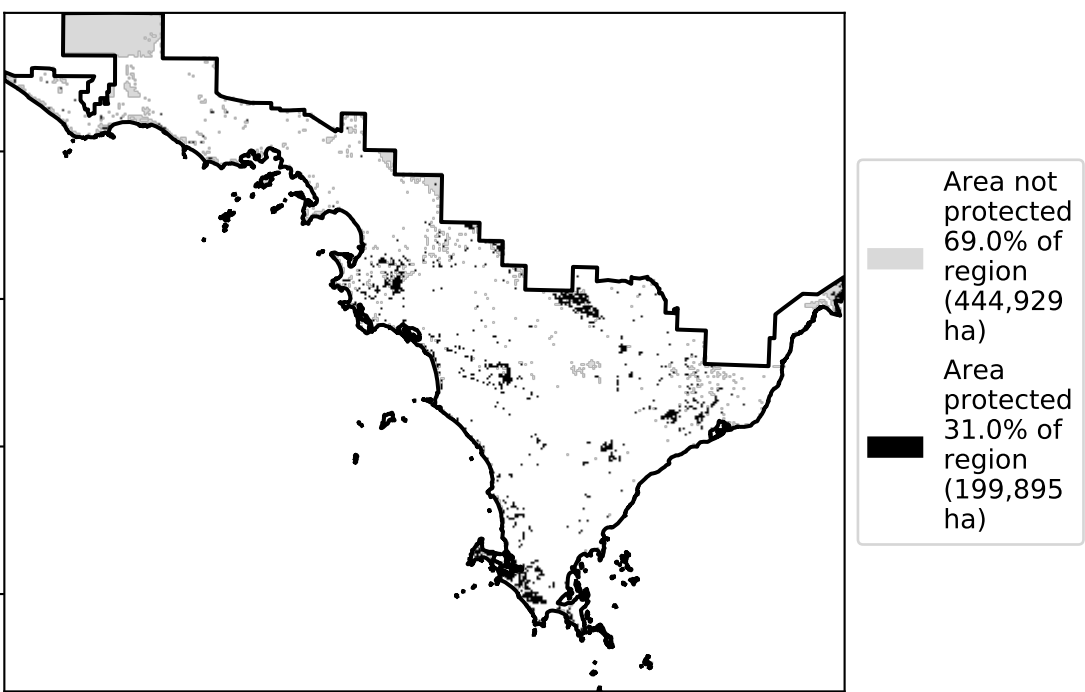 Area not
protected
69.0% of
region
(444,929
ha)
Area
protected
31.0% of
region
(199,895
ha)